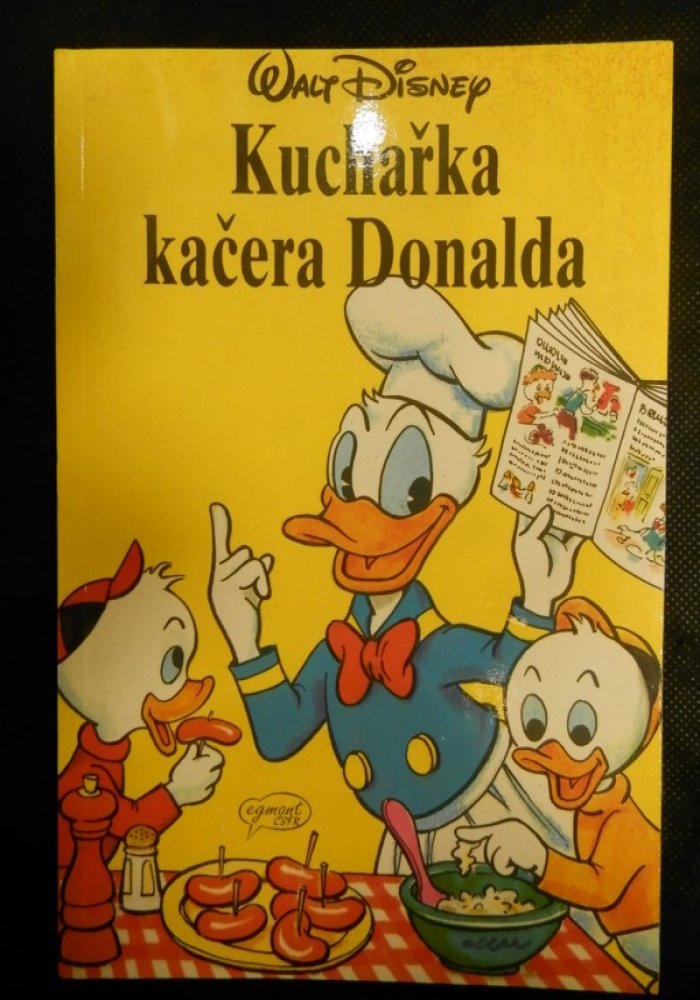 Walt Disney
Kuchařka
kačera Donalda
egmont
ČSFR